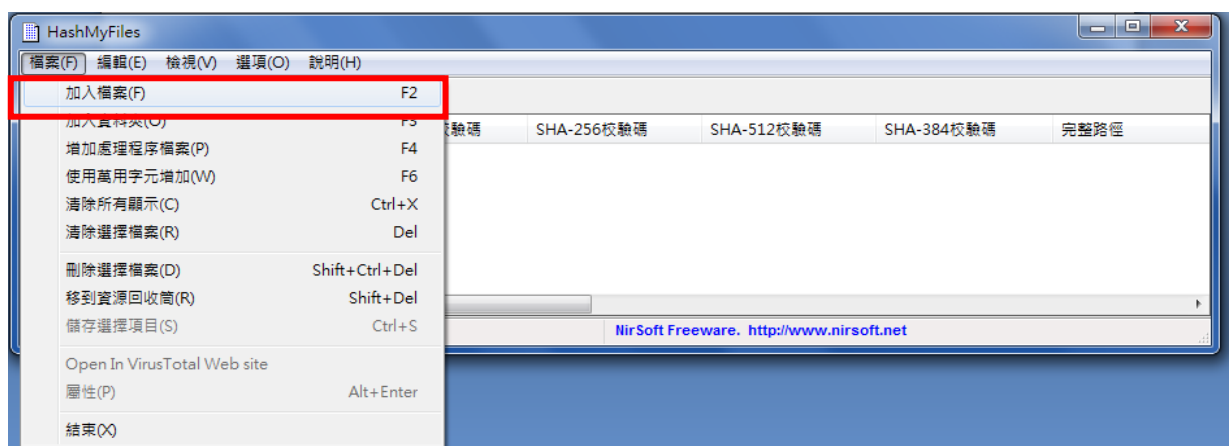 HashMyFiles
檔案(F) 編輯(E) 檢視(V) 選項(O) 說明(H)
加入檔案(F) F2
加入資料夾(O) F3
校驗碼 SHA-256校驗碼 SHA-512校驗碼 SHA-384校驗碼 完整路徑
增加處理程序檔案(P) F4
使用萬用字元增加(W) F6
清除所有顯示(C) Ctrl+X
清除選擇檔案(R) Del
刪除選擇檔案(D) Shift+Ctrl+Del
移到資源回收筒(R) Shift+Del
儲存選擇項目(S) Ctrl+S
NirSoft Freeware. http://www.nirsoft.net
Open In VirusTotal Web site
屬性(P) Alt+Enter
結束(X)